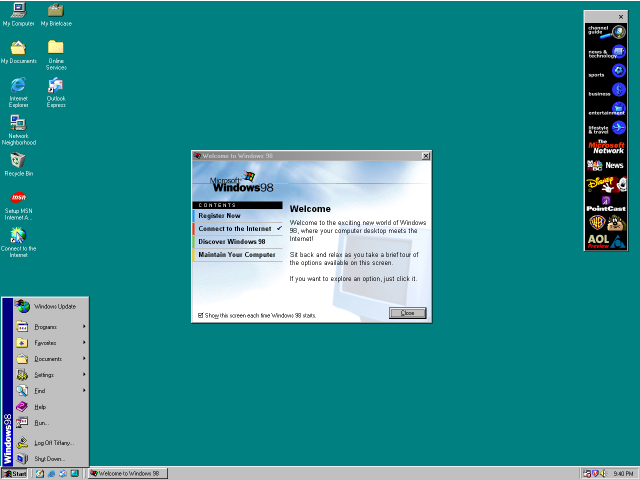 My Computer
My Briefcase
My Documents
Online
Services
Internet
Explorer
Outlook
Express
Network
Neighborhood
Recycle Bin
msn
Setup MSN
Internet A...
Connect to the
Internet
channel
guide
news &
technology
sports
business
entertainment
lifestyle
& travel
The
Microsoft
Network
MSNBC News
Disney
PointCast
WB
AOL
Preview
Welcome to Windows 98
Microsoft
Windows98
CONTENTS
Register Now
Connect to the Internet
Discover Windows 98
Maintain Your Computer
Welcome
Welcome to the exciting new world of Windows
98, where your computer desktop meets the
Internet!
Sit back and relax as you take a brief tour of
the options available on this screen.
If you want to explore an option, just click it.
Show this screen each time Windows 98 starts.
Close
Windows98
Windows Update
Programs
Favorites
Documents
Settings
Find
Help
Run...
Log Off Tiffany...
Shut Down...
Start
Welcome to Windows 98
9:40 PM